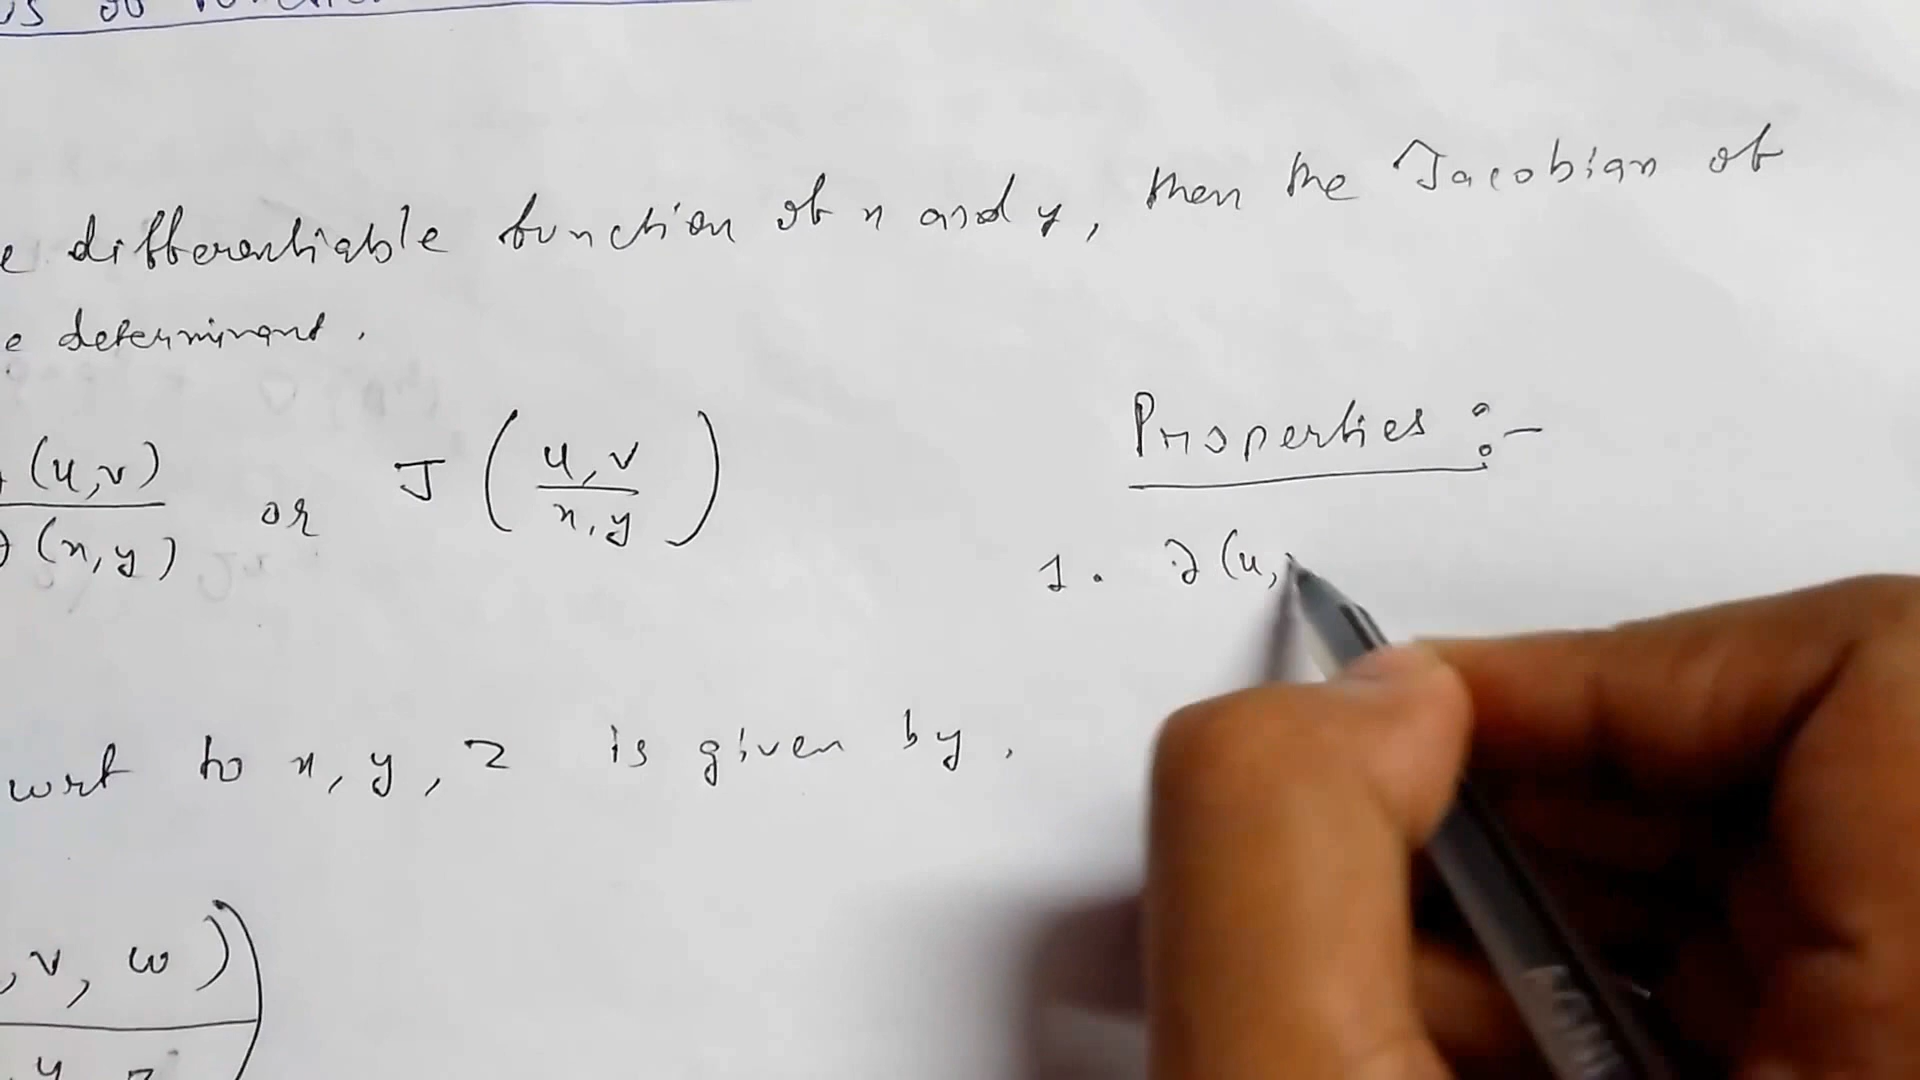 e differentiable function of x and y, then the Jacobian of
e determinant.
∂(u,v)/∂(x,y) or J(u,v/x,y)
Properties :-
1. ∂(u,
wrt to x, y, z is given by,
,v, w)
y z